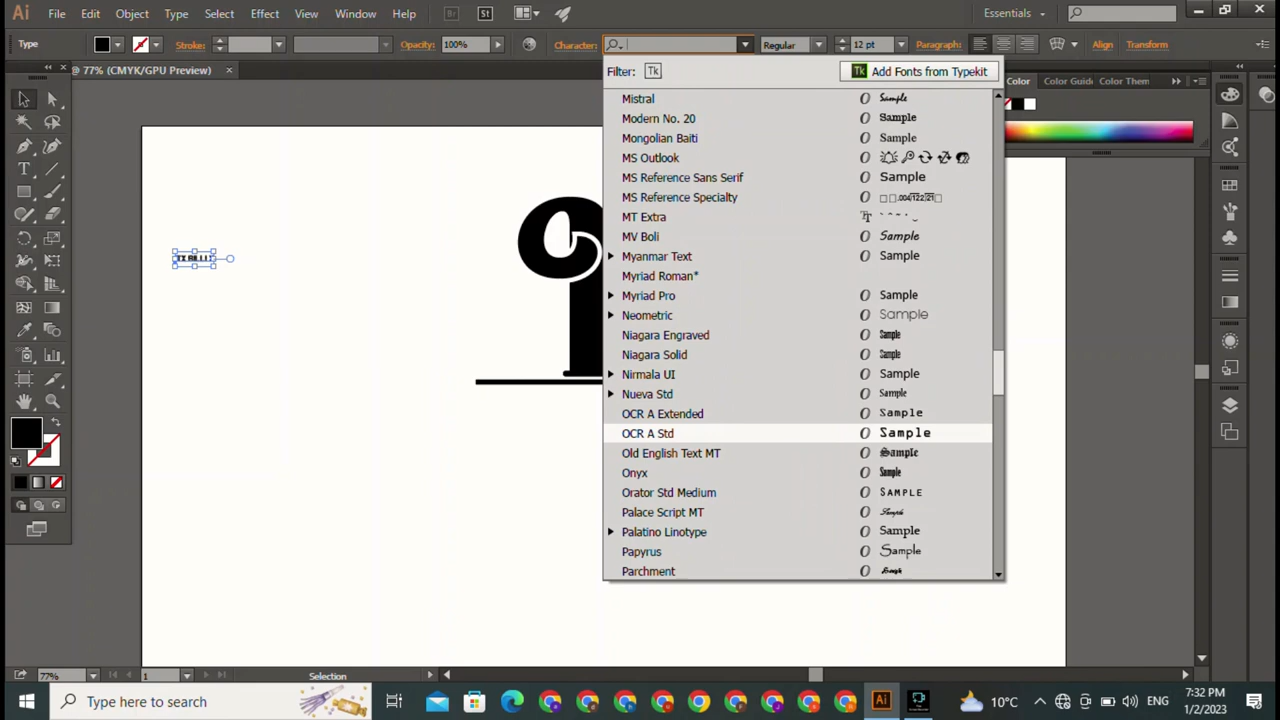 Ai File Edit Object Type Select Effect View Window Help Br St Essentials
Type Stroke: Opacity: 100% Character: Regular 12 pt Paragraph: Align Transform
@ 77% (CMYK/GPU Preview) Color Color Guide Color Them
Filter: Tk Tk Add Fonts from Typekit
Mistral O Sample
Modern No. 20 O Sample
Mongolian Baiti O Sample
MS Outlook O
MS Reference Sans Serif O Sample
MS Reference Specialty O
MT Extra
MV Boli O Sample
Myanmar Text O Sample
Myriad Roman*
Myriad Pro O Sample
Neometric O Sample
Niagara Engraved O Sample
Niagara Solid O Sample
Nirmala UI O Sample
Nueva Std O Sample
OCR A Extended O Sample
OCR A Std O Sample
Old English Text MT O Sample
Onyx O Sample
Orator Std Medium O SAMPLE
Palace Script MT O Sample
Palatino Linotype O Sample
Papyrus O Sample
Parchment O
77% 1 Selection
Type here to search Ai 10°C ENG 7:32 PM
1/2/2023